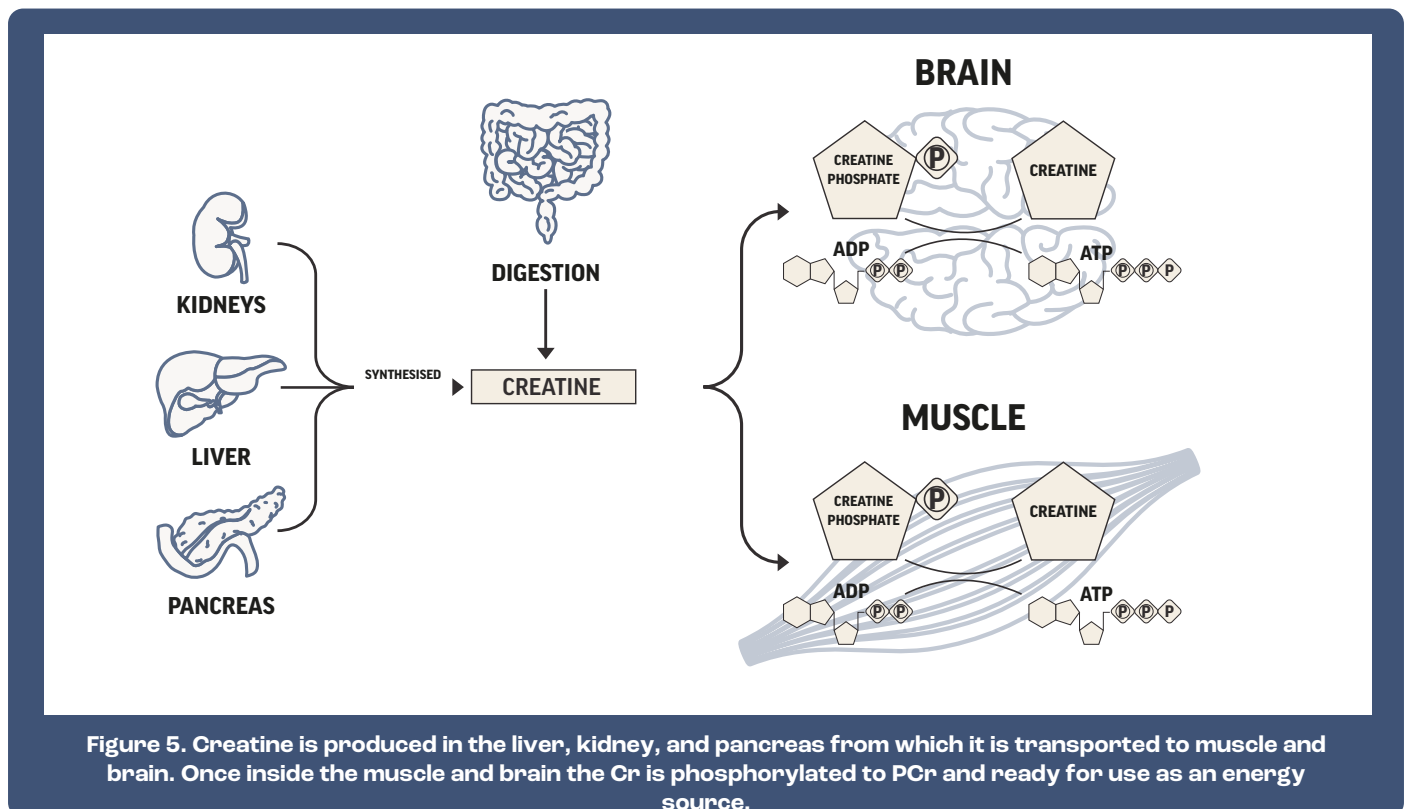 BRAIN
CREATINE
PHOSPHATE
P
CREATINE
ADP
P P
ATP
P P P
DIGESTION
KIDNEYS
SYNTHESISED
CREATINE
LIVER
PANCREAS
MUSCLE
CREATINE
PHOSPHATE
P
CREATINE
ADP
P P
ATP
P P P
Figure 5. Creatine is produced in the liver, kidney, and pancreas from which it is transported to muscle and
brain. Once inside the muscle and brain the Cr is phosphorylated to PCr and ready for use as an energy
source.